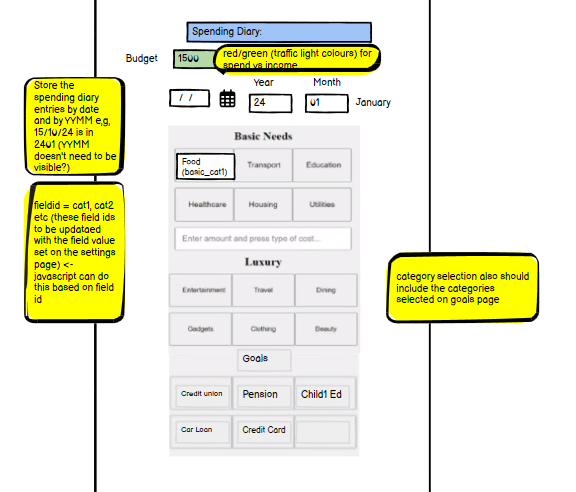 Spending Diary:
Budget
1500
red/green (traffic light colours) for
spend vs income
Year
Month
/ /
24
01
January
Store the
spending diary
entries by date
and by YYMM e,g,
15/10/24 is in
2401 (YYMM
doesn't need to be
visible?)
fieldid = cat1, cat2
etc (these field ids
to be updataed
with the field value
set on the settings
page) <-
javascript can do
this based on field
id
Basic Needs
Food
(basic_cat1)
Transport
Education
Healthcare
Housing
Utilities
Enter amount and press type of cost...
Luxury
Entertainment
Travel
Dining
Gadgets
Clothing
Beauty
category selection also should
include the categories
selected on goals page
Goals
Credit union
Pension
Child1 Ed
Car Loan
Credit Card